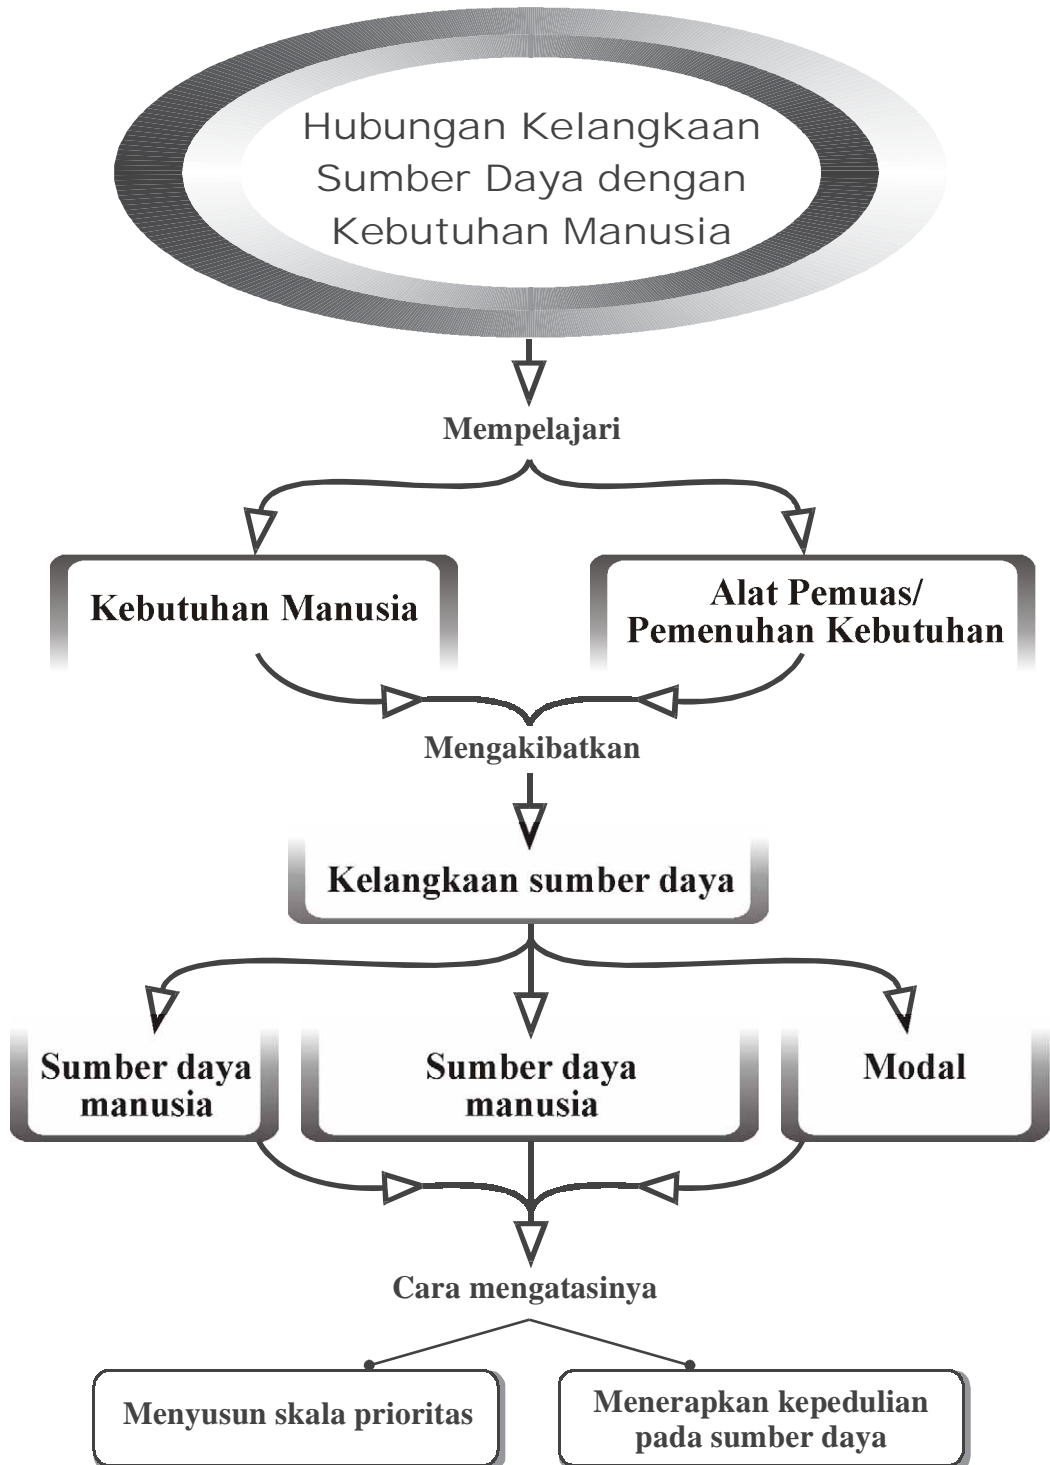 Hubungan Kelangkaan
Sumber Daya dengan
Kebutuhan Manusia
Mempelajari
Kebutuhan Manusia
Alat Pemuas/
Pemenuhan Kebutuhan
Mengakibatkan
Kelangkaan sumber daya
Sumber daya
manusia
Sumber daya
manusia
Modal
Cara mengatasinya
Menyusun skala prioritas
Menerapkan kepedulian
pada sumber daya